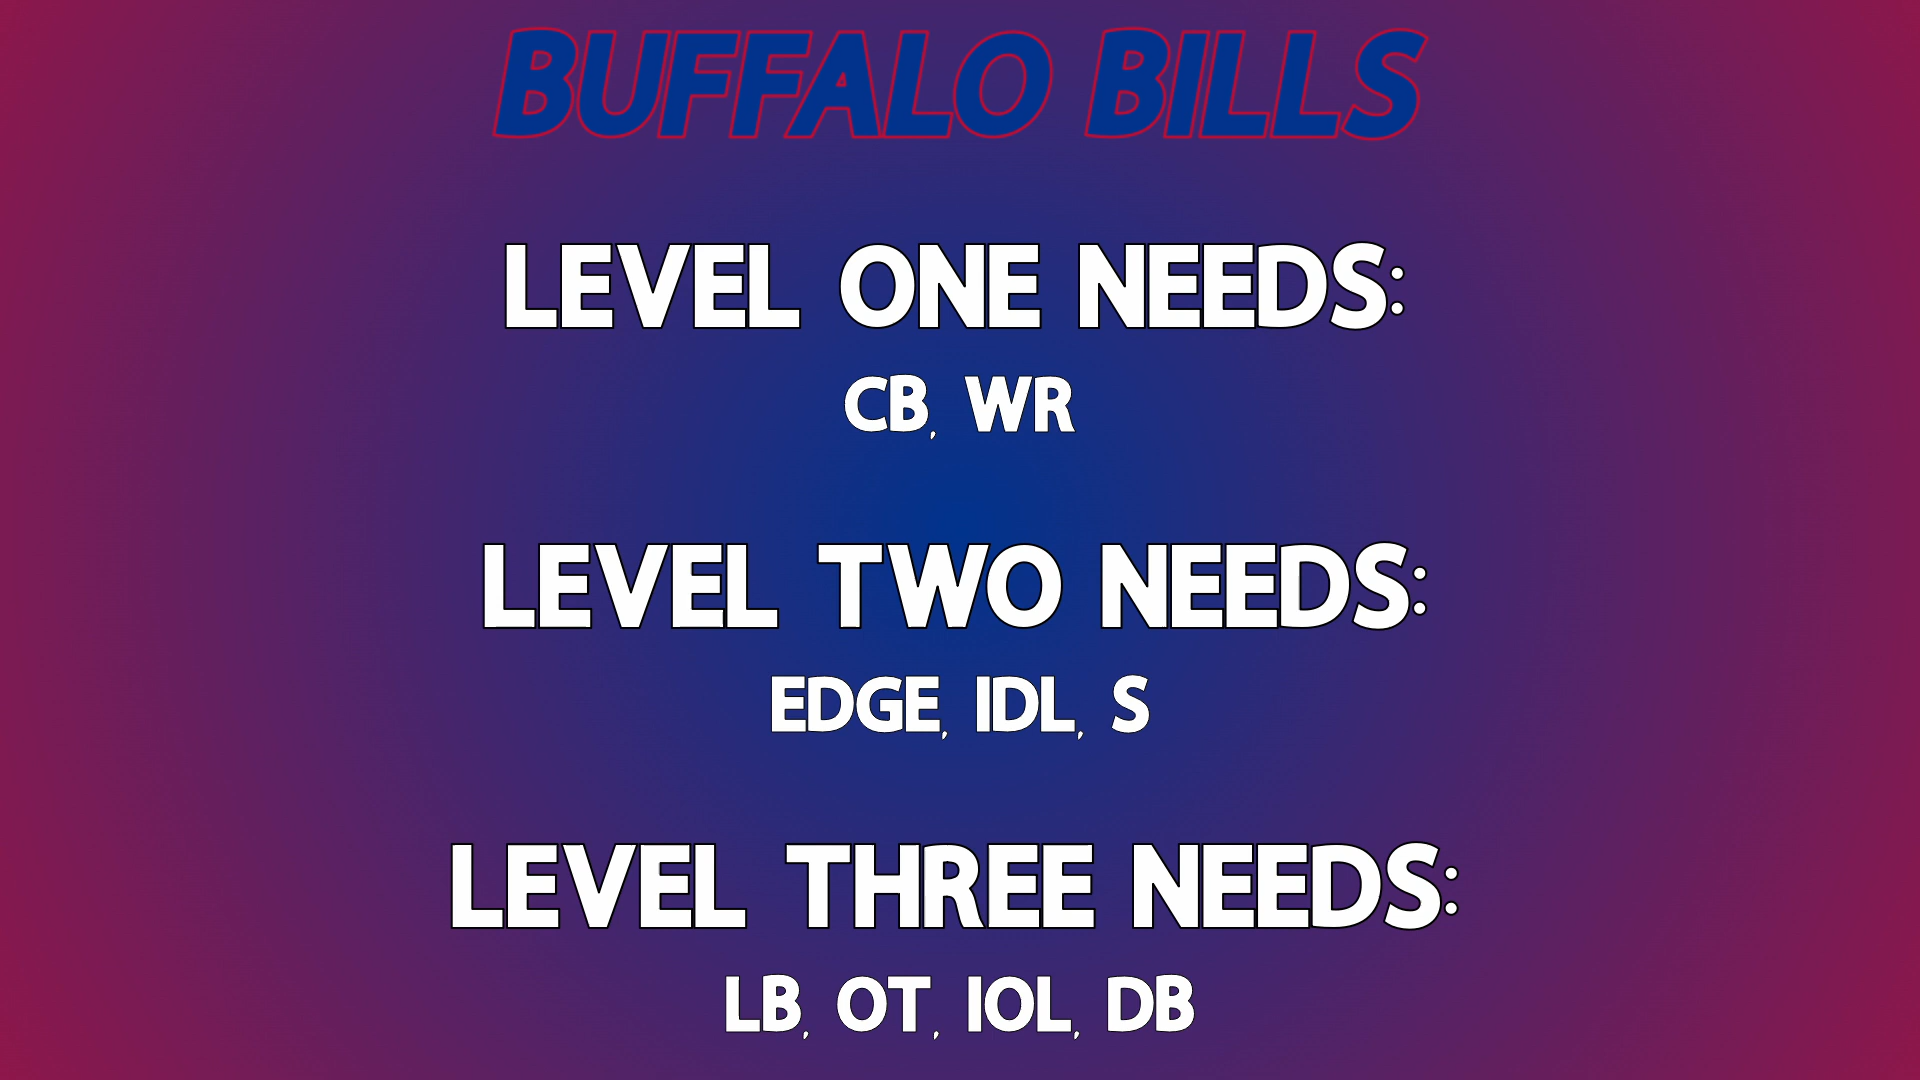 BUFFALO BILLS
LEVEL ONE NEEDS:
CB, WR
LEVEL TWO NEEDS:
EDGE, IDL, S
LEVEL THREE NEEDS:
LB, OT, IOL, DB